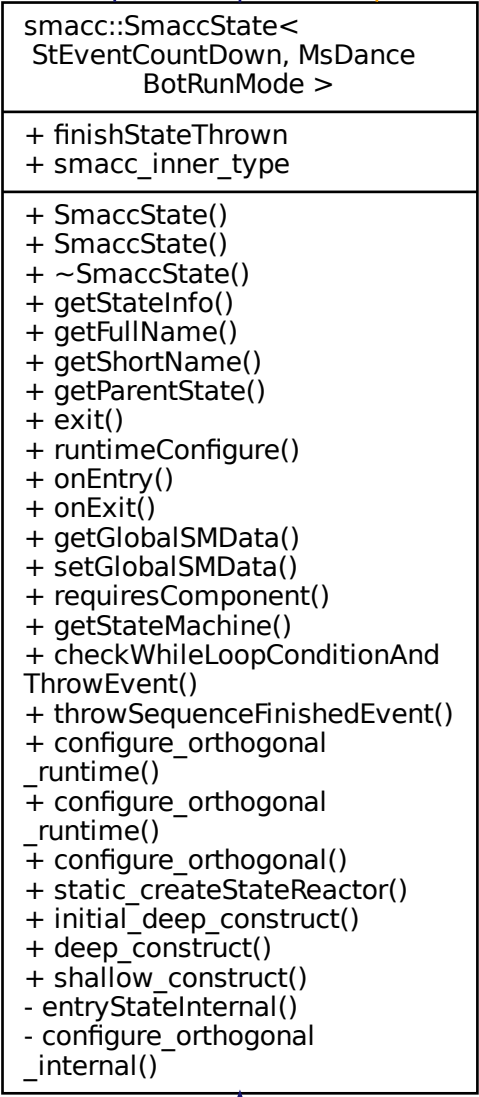 smacc::SmaccState<
StEventCountDown, MsDance
BotRunMode >
+ finishStateThrown
+ smacc_inner_type
+ SmaccState()
+ SmaccState()
+ ~SmaccState()
+ getStateInfo()
+ getFullName()
+ getShortName()
+ getParentState()
+ exit()
+ runtimeConfigure()
+ onEntry()
+ onExit()
+ getGlobalSMData()
+ setGlobalSMData()
+ requiresComponent()
+ getStateMachine()
+ checkWhileLoopConditionAnd
ThrowEvent()
+ throwSequenceFinishedEvent()
+ configure_orthogonal
_runtime()
+ configure_orthogonal
_runtime()
+ configure_orthogonal()
+ static_createStateReactor()
+ initial_deep_construct()
+ deep_construct()
+ shallow_construct()
- entryStateInternal()
- configure_orthogonal
_internal()